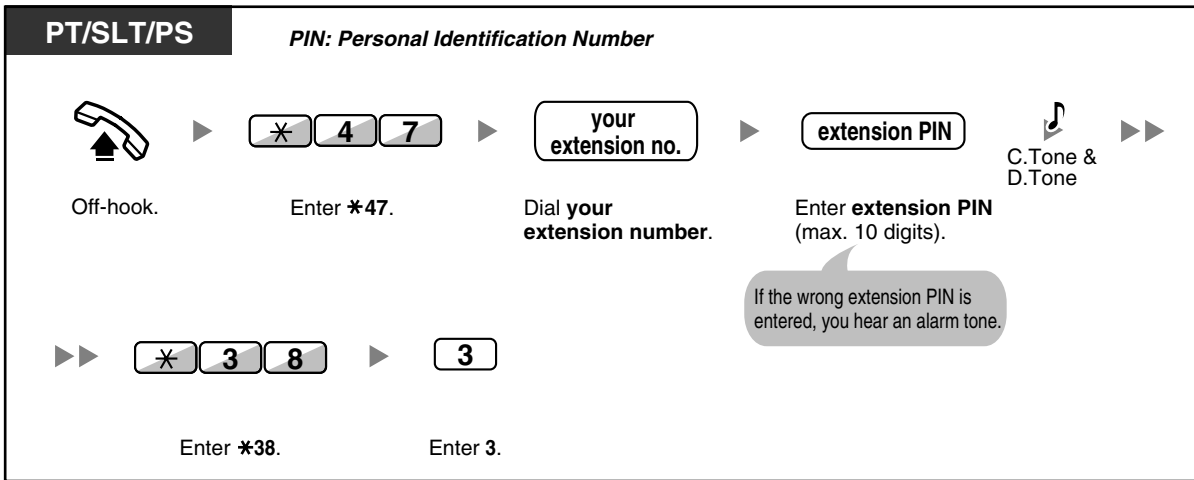 PT/SLT/PS
PIN: Personal Identification Number
* 4 7
your
extension no.
extension PIN
C.Tone &
D.Tone
Off-hook.
Enter *47.
Dial your
extension number.
Enter extension PIN
(max. 10 digits).
If the wrong extension PIN is
entered, you hear an alarm tone.
* 3 8
3
Enter *38.
Enter 3.